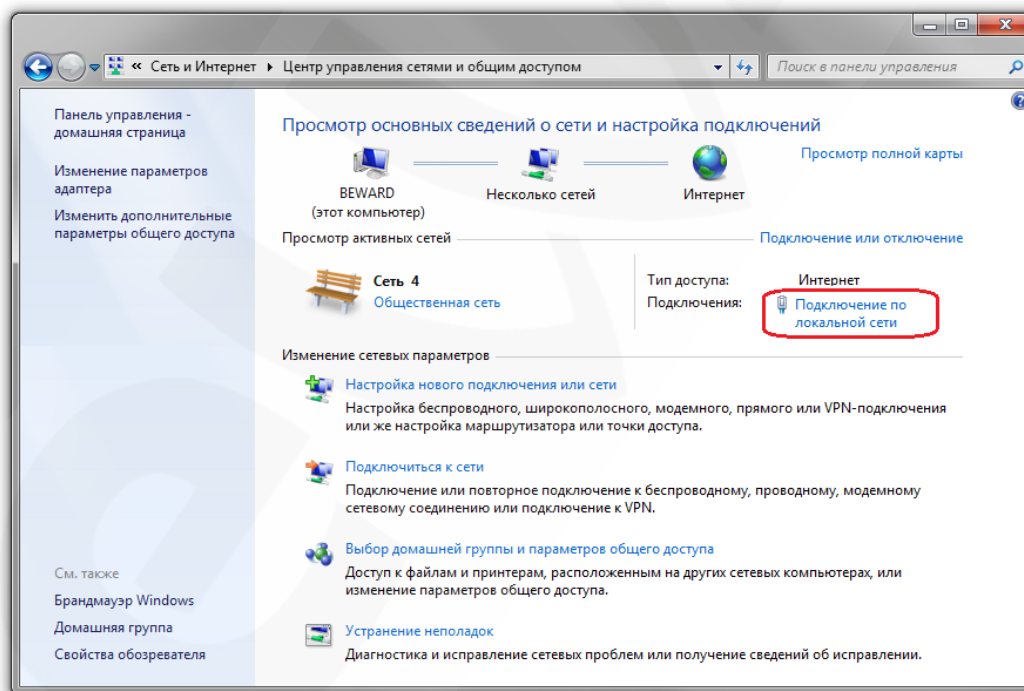 « Сеть и Интернет ▸ Центр управления сетями и общим доступом
Поиск в панели управления
Панель управления -
домашняя страница
Изменение параметров
адаптера
Изменить дополнительные
параметры общего доступа
См. также
Брандмауэр Windows
Домашняя группа
Свойства обозревателя
Просмотр основных сведений о сети и настройка подключений
Просмотр полной карты
BEWARD
(этот компьютер)
Несколько сетей
Интернет
Просмотр активных сетей
Подключение или отключение
Сеть 4
Общественная сеть
Тип доступа: Интернет
Подключения: Подключение по
локальной сети
Изменение сетевых параметров
Настройка нового подключения или сети
Настройка беспроводного, широкополосного, модемного, прямого или VPN-подключения
или же настройка маршрутизатора или точки доступа.
Подключиться к сети
Подключение или повторное подключение к беспроводному, проводному, модемному
сетевому соединению или подключение к VPN.
Выбор домашней группы и параметров общего доступа
Доступ к файлам и принтерам, расположенным на других сетевых компьютерах, или
изменение параметров общего доступа.
Устранение неполадок
Диагностика и исправление сетевых проблем или получение сведений об исправлении.